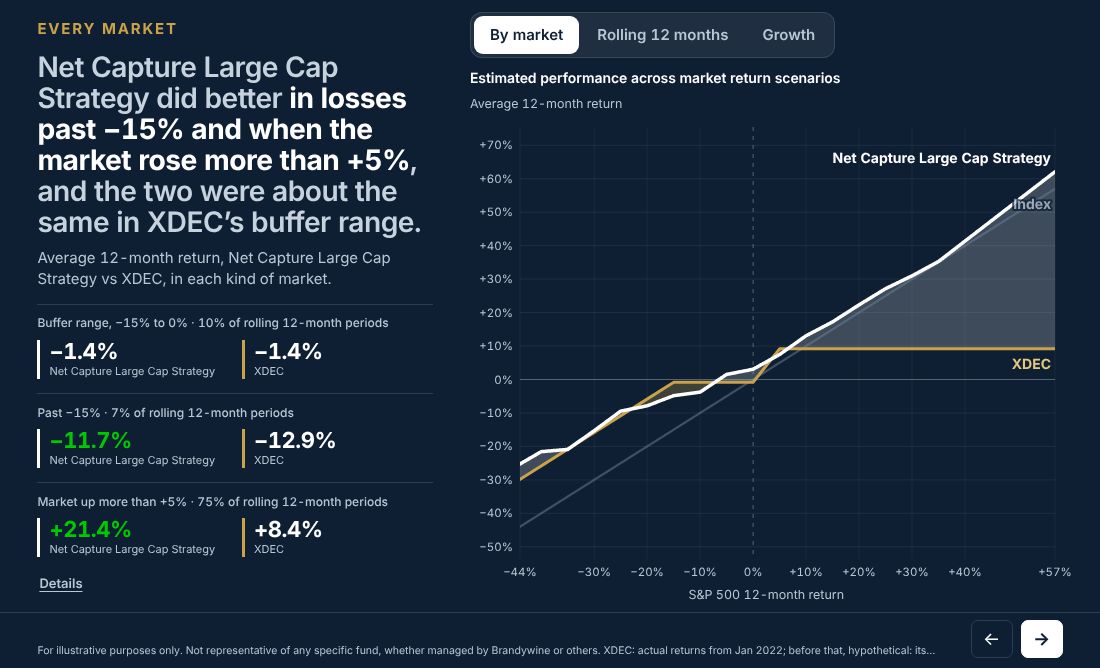 EVERY MARKET
Net Capture Large Cap
Strategy did better in losses
past −15% and when the
market rose more than +5%,
and the two were about the
same in XDEC’s buffer range.
Average 12-month return, Net Capture Large Cap
Strategy vs XDEC, in each kind of market.
Buffer range, −15% to 0% · 10% of rolling 12-month periods
−1.4%
Net Capture Large Cap Strategy
−1.4%
XDEC
Past −15% · 7% of rolling 12-month periods
−11.7%
Net Capture Large Cap Strategy
−12.9%
XDEC
Market up more than +5% · 75% of rolling 12-month periods
+21.4%
Net Capture Large Cap Strategy
+8.4%
XDEC
Details
By market
Rolling 12 months
Growth
Estimated performance across market return scenarios
Average 12-month return
+70%
+60%
+50%
+40%
+30%
+20%
+10%
0%
−10%
−20%
−30%
−40%
−50%
Net Capture Large Cap Strategy
Index
XDEC
−44%
−30%
−20%
−10%
0%
+10%
+20%
+30%
+40%
+57%
S&P 500 12-month return
For illustrative purposes only. Not representative of any specific fund, whether managed by Brandywine or others. XDEC: actual returns from Jan 2022; before that, hypothetical: its…
← →